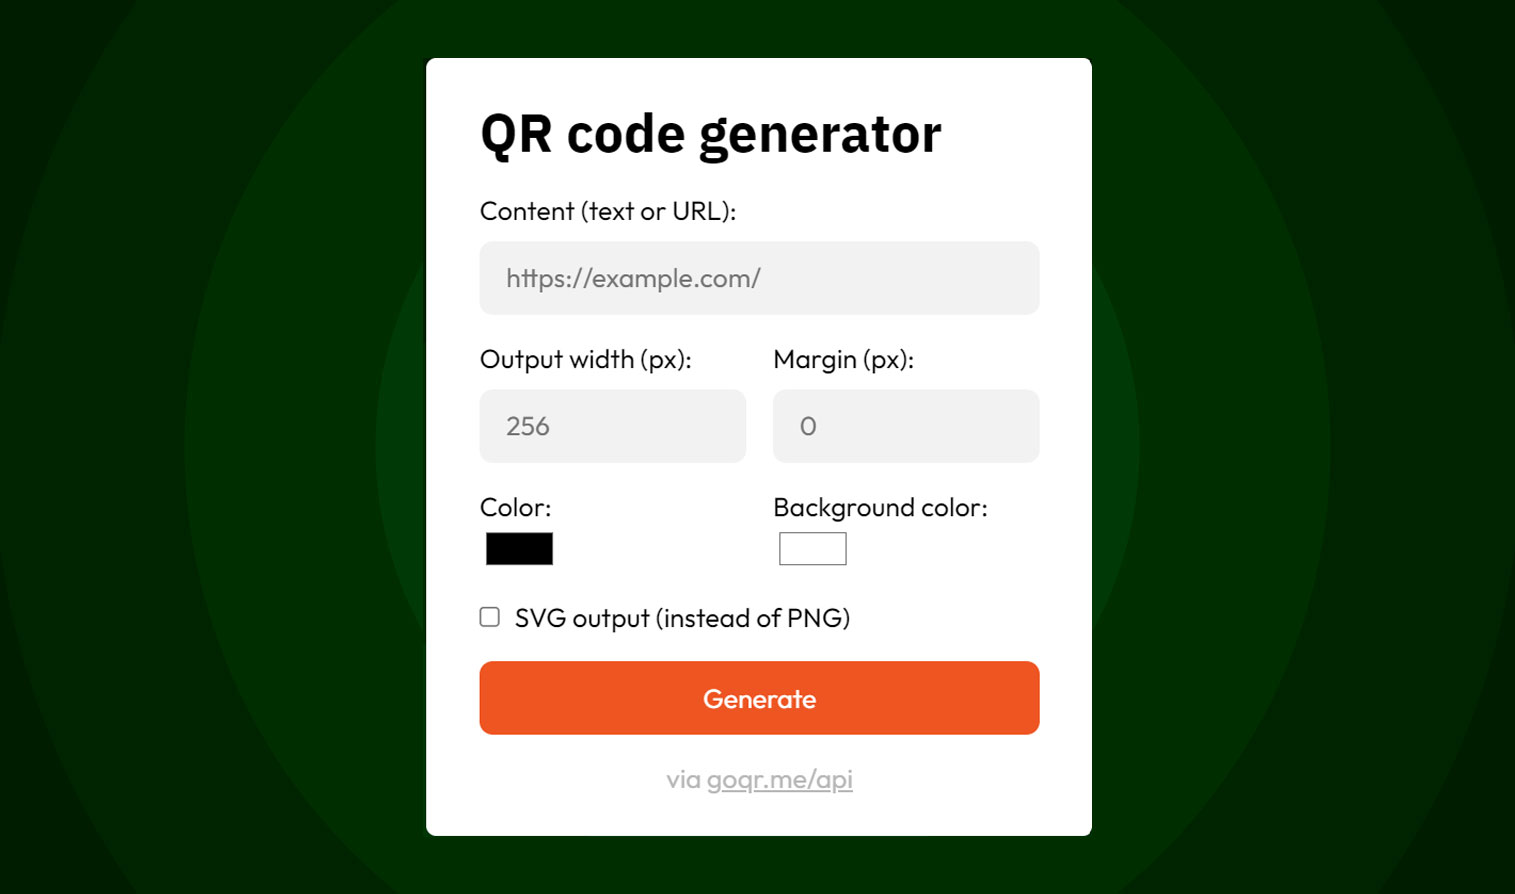 QR code generator
Content (text or URL):
https://example.com/
Output width (px): Margin (px):
256 0
Color: Background color:
SVG output (instead of PNG)
Generate
via goqr.me/api